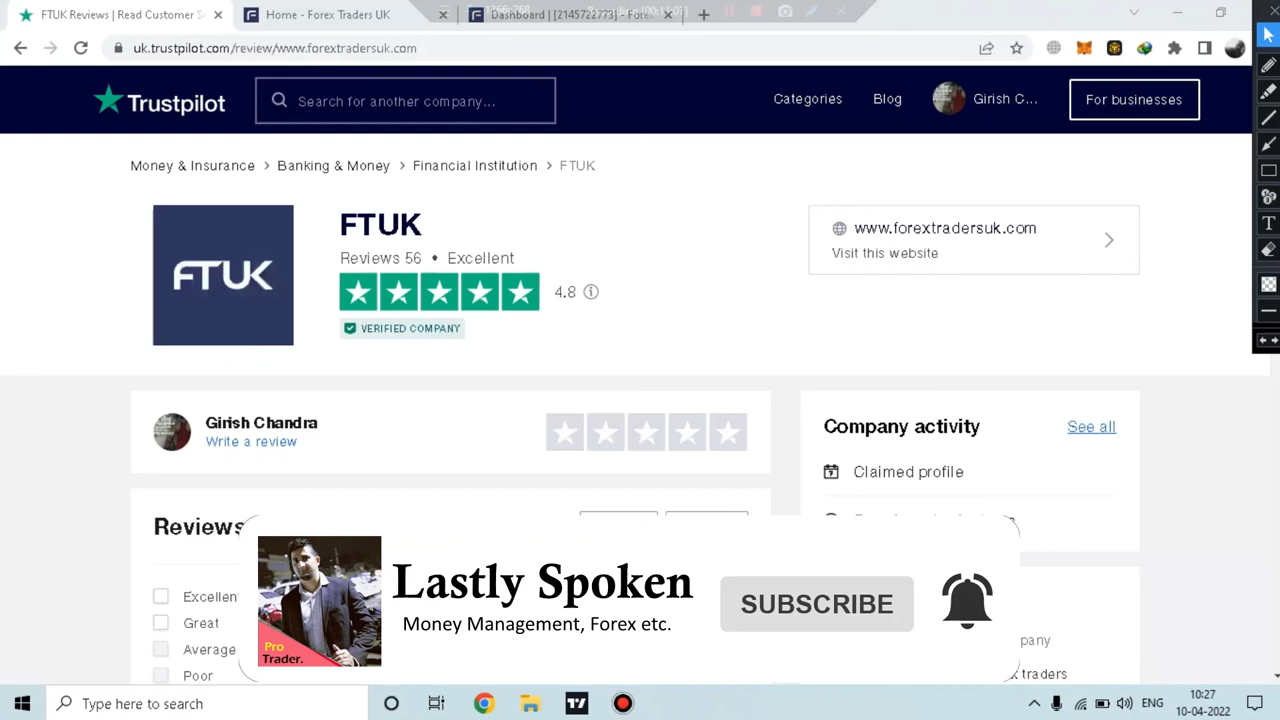 FTUK Reviews | Read Customer S
Home - Forex Traders UK
Dashboard | [2145722773] - Fore
uk.trustpilot.com/review/www.forextradersuk.com
Trustpilot
Search for another company...
Categories
Blog
Girish C...
For businesses
Money & Insurance > Banking & Money > Financial Institution > FTUK
FTUK
FTUK
Reviews 56 • Excellent
4.8
VERIFIED COMPANY
www.forextradersuk.com
Visit this website
Girish Chandra
Write a review
Company activity
See all
Claimed profile
Reviews
Excellent
Great
Average
Poor
Pro
Trader.
Lastly Spoken
Money Management, Forex etc.
SUBSCRIBE
traders
Type here to search
ENG
10:27
10-04-2022